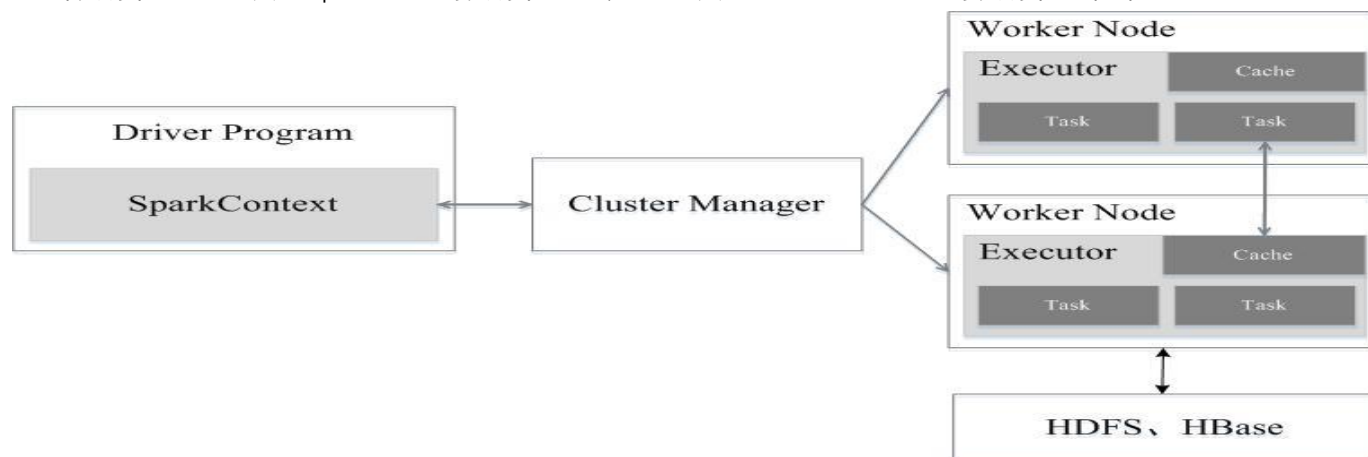 Driver Program
SparkContext
Cluster Manager
Worker Node
Executor
Cache
Task
Task
Worker Node
Executor
Cache
Task
Task
HDFS、HBase